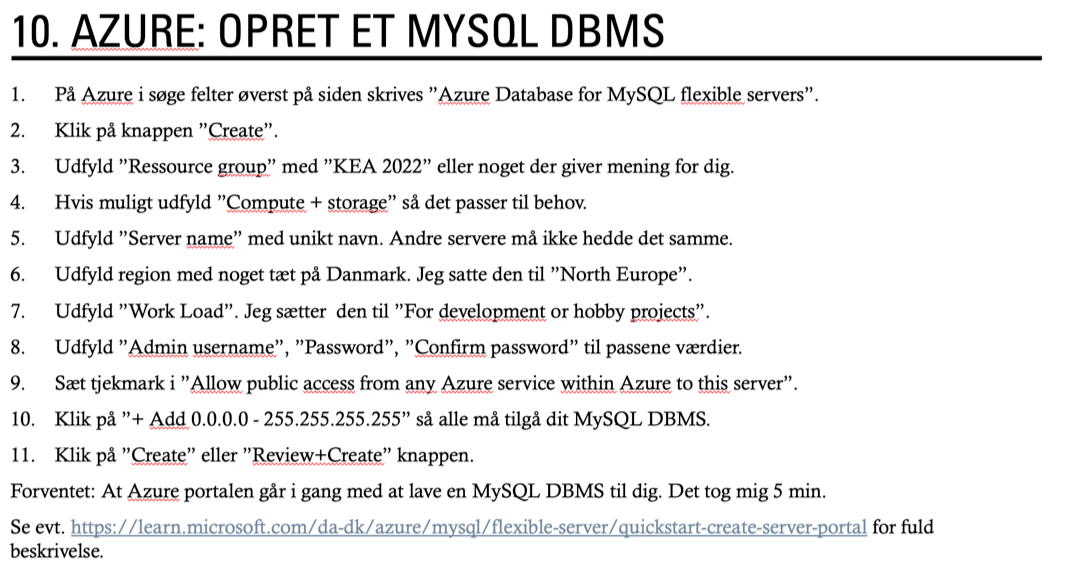 10. AZURE: OPRET ET MYSQL DBMS
1. På Azure i søge felter øverst på siden skrives ”Azure Database for MySQL flexible servers”.
2. Klik på knappen ”Create”.
3. Udfyld ”Ressource group” med ”KEA 2022” eller noget der giver mening for dig.
4. Hvis muligt udfyld ”Compute + storage” så det passer til behov.
5. Udfyld ”Server name” med unikt navn. Andre servere må ikke hedde det samme.
6. Udfyld region med noget tæt på Danmark. Jeg satte den til ”North Europe”.
7. Udfyld ”Work Load”. Jeg sætter den til ”For development or hobby projects”.
8. Udfyld ”Admin username”, ”Password”, ”Confirm password” til passene værdier.
9. Sæt tjekmark i ”Allow public access from any Azure service within Azure to this server”.
10. Klik på ”+ Add 0.0.0.0 - 255.255.255.255” så alle må tilgå dit MySQL DBMS.
11. Klik på ”Create” eller ”Review+Create” knappen.
Forventet: At Azure portalen går i gang med at lave en MySQL DBMS til dig. Det tog mig 5 min.
Se evt. https://learn.microsoft.com/da-dk/azure/mysql/flexible-server/quickstart-create-server-portal for fuld
beskrivelse.